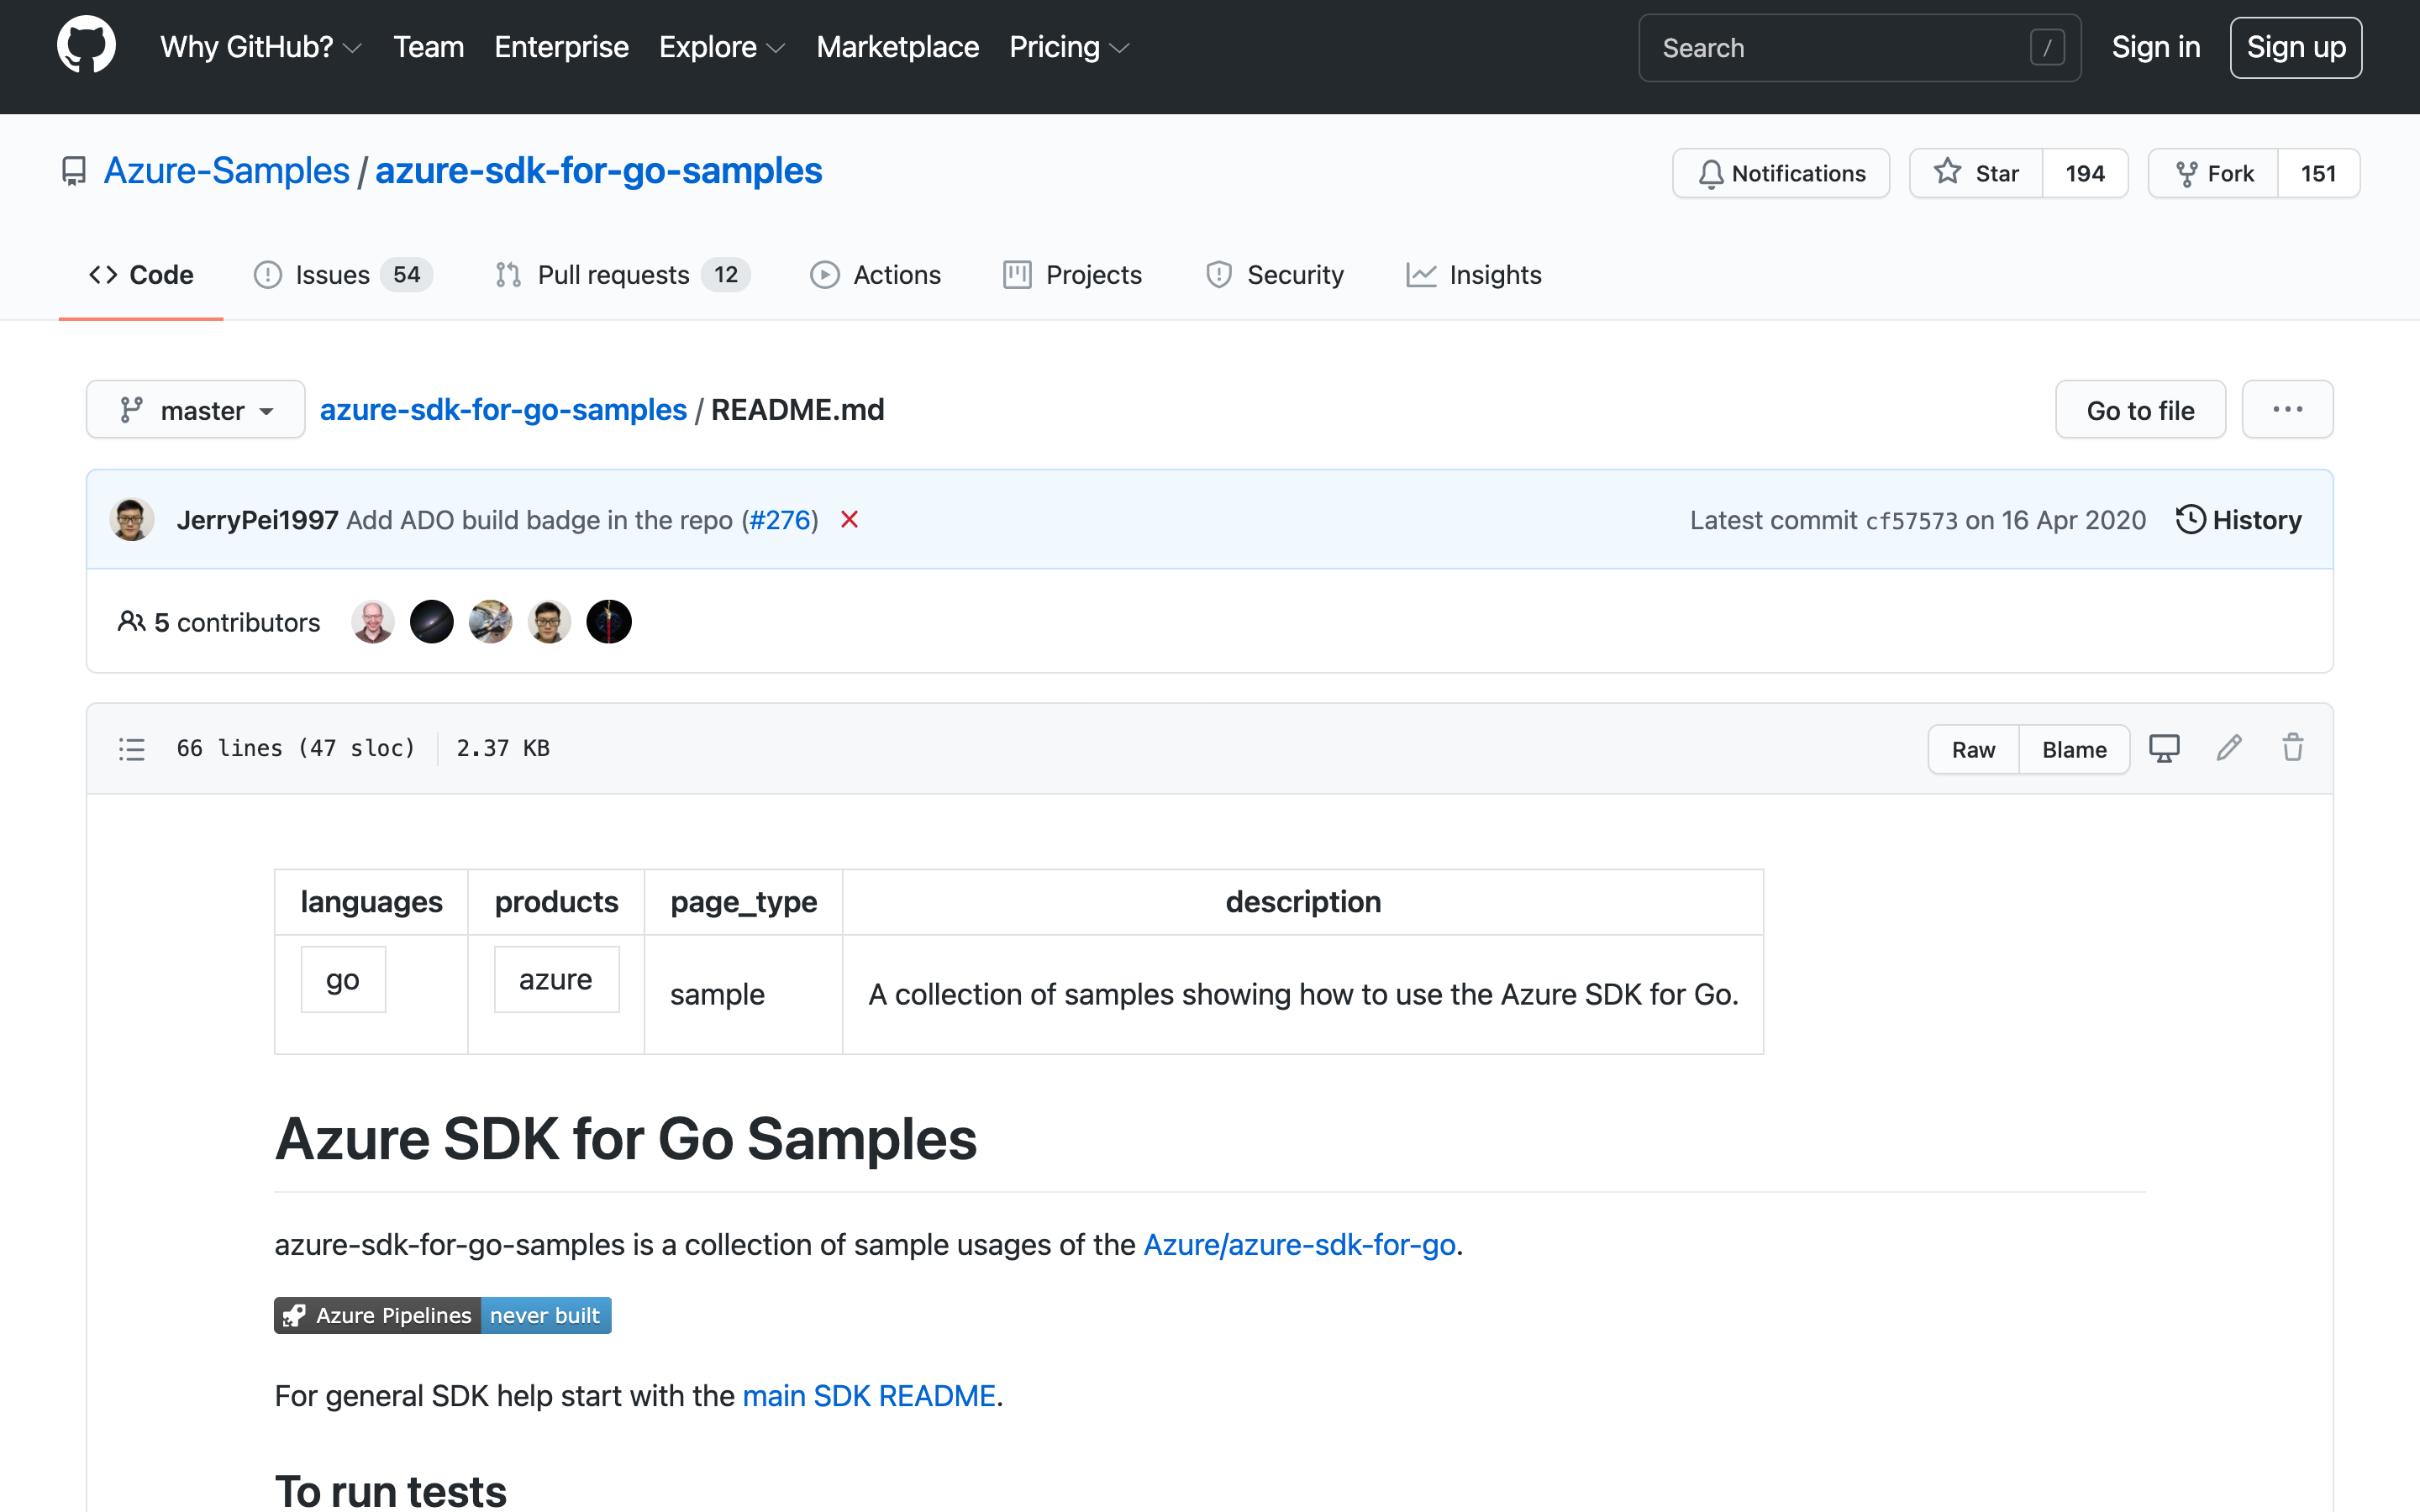 Why GitHub? Team Enterprise Explore Marketplace Pricing Search / Sign in Sign up
Azure-Samples / azure-sdk-for-go-samples Notifications Star 194 Fork 151
Code Issues 54 Pull requests 12 Actions Projects Security Insights
master azure-sdk-for-go-samples / README.md Go to file ...
JerryPei1997 Add ADO build badge in the repo (#276) Latest commit cf57573 on 16 Apr 2020 History
5 contributors
66 lines (47 sloc) 2.37 KB Raw Blame
languages products page_type description
go azure sample A collection of samples showing how to use the Azure SDK for Go.
Azure SDK for Go Samples
azure-sdk-for-go-samples is a collection of sample usages of the Azure/azure-sdk-for-go.
Azure Pipelines never built
For general SDK help start with the main SDK README.
To run tests